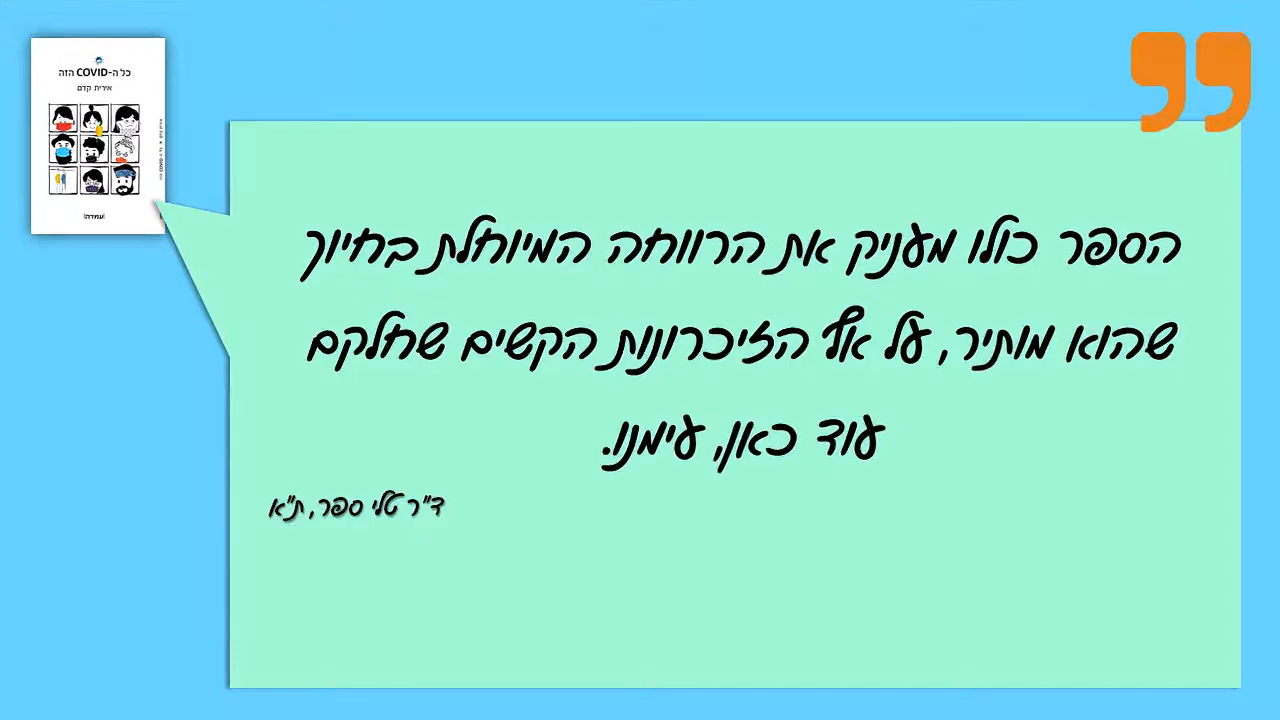 כל ה-COVID הזה
אירית קדם
עמדה!
הספר כולו מעניק את הרווחה המיוחלת בחיוך
שהוא מותיר, על אף הזיכרונות הקשים שחלקם
עוד כאן, עימנו.
ד"ר טלי ספר, ת"א